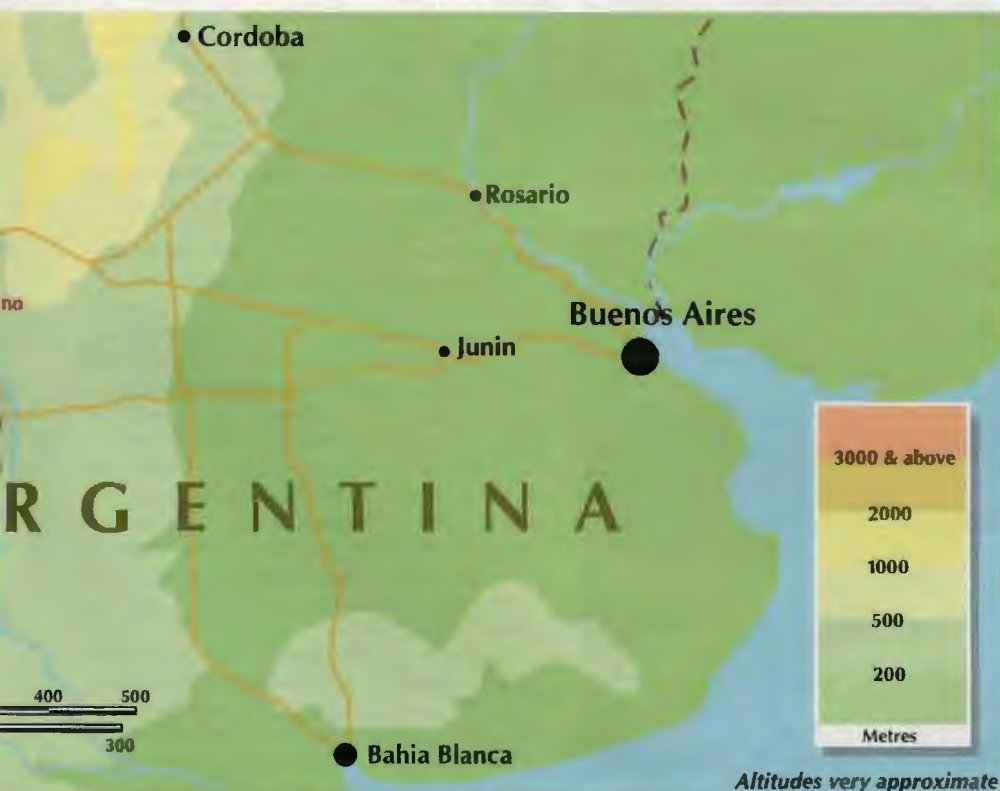 Cordoba
Rosario
no
Buenos Aires
Junin
RGENTINA
3000 & above
2000
1000
500
200
Metres
400 500
300
Bahia Blanca
Altitudes very approximate